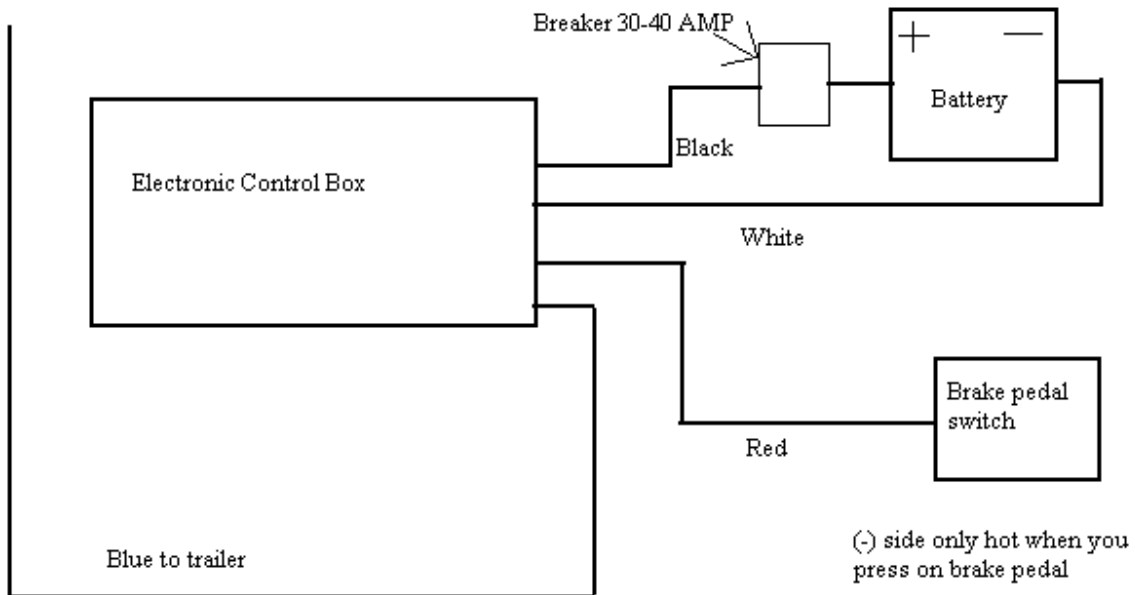 Breaker 30-40 AMP
+ —
Battery
Black
Electronic Control Box
White
Brake pedal
switch
Red
Blue to trailer
(-) side only hot when you
press on brake pedal